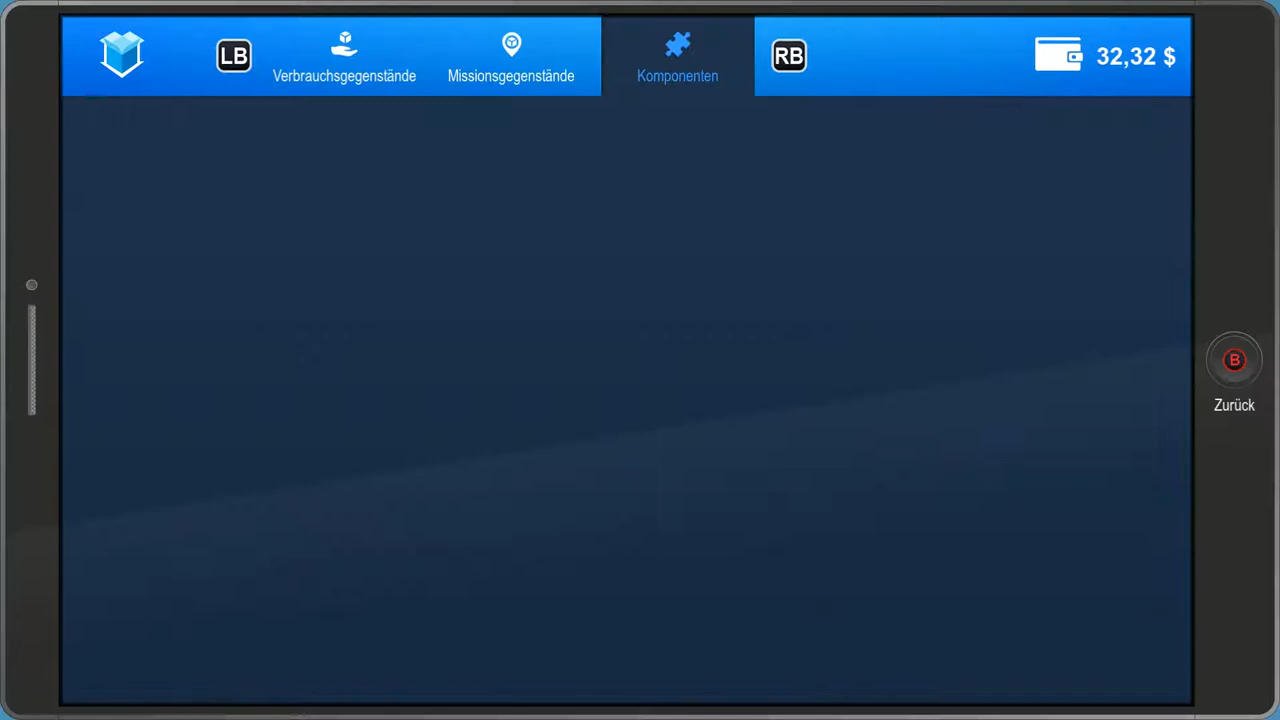 LB
Verbrauchsgegenstände
Missionsgegenstände
Komponenten
RB
32,32 $
B
Zurück